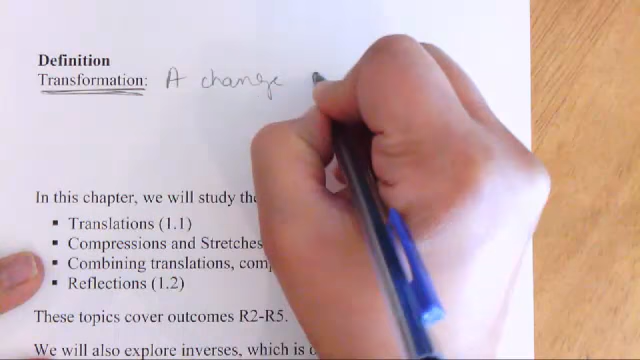 Definition
Transformation: A change
In this chapter, we will study the
▪ Translations (1.1)
▪ Compressions and Stretches
▪ Combining translations,
▪ Reflections (1.2)
These topics cover outcomes R2-R5.
We will also explore inverses, which is